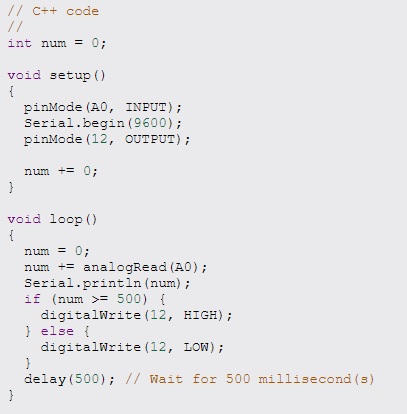 // C++ code
//
int num = 0;

void setup()
{
  pinMode(A0, INPUT);
  Serial.begin(9600);
  pinMode(12, OUTPUT);

  num += 0;
}

void loop()
{
  num = 0;
  num += analogRead(A0);
  Serial.println(num);
  if (num >= 500) {
    digitalWrite(12, HIGH);
  } else {
    digitalWrite(12, LOW);
  }
  delay(500); // Wait for 500 millisecond(s)
}